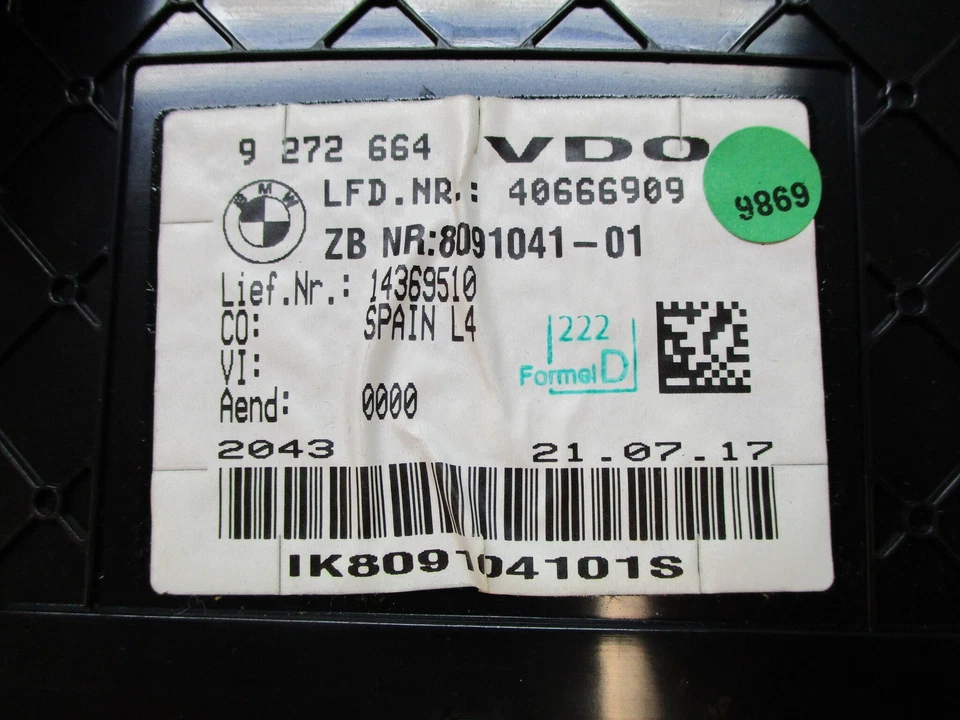 9 272 664 VDO
LFD.NR.: 40666909
9869
BMW
ZB NR:8091041-01
Lief.Nr.: 14369510
CO: SPAIN L4
VI:
222
Formel D
Aend: 0000
2043 21.07.17
IK809104101S